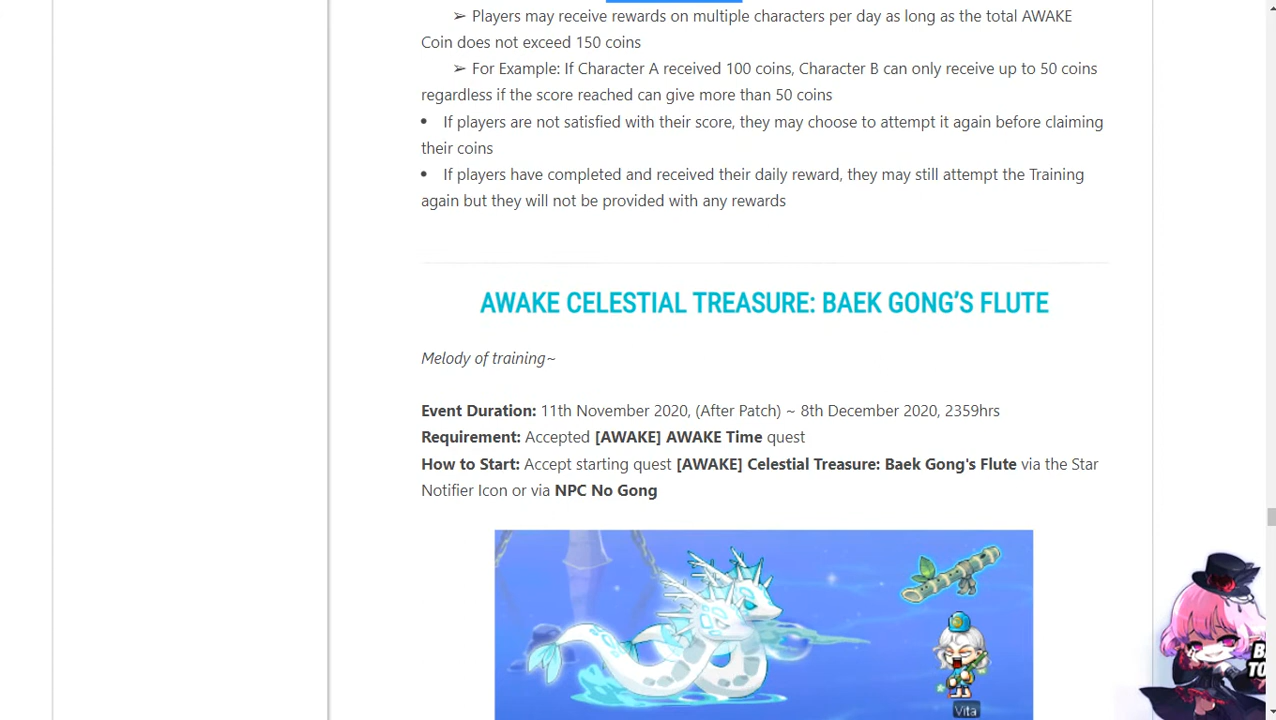 ➢ Players may receive rewards on multiple characters per day as long as the total AWAKE
Coin does not exceed 150 coins
➢ For Example: If Character A received 100 coins, Character B can only receive up to 50 coins
regardless if the score reached can give more than 50 coins
• If players are not satisfied with their score, they may choose to attempt it again before claiming
their coins
• If players have completed and received their daily reward, they may still attempt the Training
again but they will not be provided with any rewards
AWAKE CELESTIAL TREASURE: BAEK GONG’S FLUTE
Melody of training~
Event Duration: 11th November 2020, (After Patch) ~ 8th December 2020, 2359hrs
Requirement: Accepted [AWAKE] AWAKE Time quest
How to Start: Accept starting quest [AWAKE] Celestial Treasure: Baek Gong's Flute via the Star
Notifier Icon or via NPC No Gong
Vita